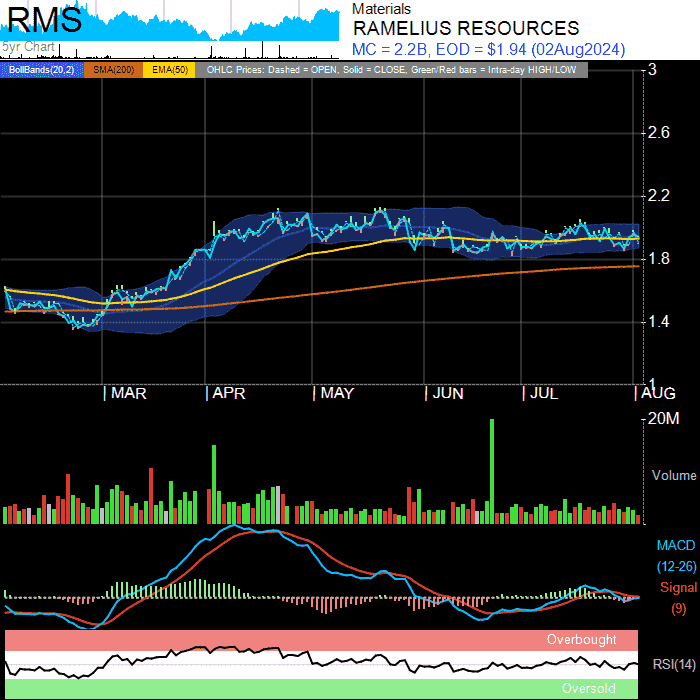 RMS
5yr Chart
Materials
RAMELIUS RESOURCES
MC = 2.2B, EOD = $1.94 (02Aug2024)
BollBands(20,2) SMA(200) EMA(50) OHLC Prices: Dashed = OPEN, Solid = CLOSE, Green/Red bars = Intra-day HIGH/LOW
3
2.6
2.2
1.8
1.4
1
MAR APR MAY JUN JUL AUG
20M
Volume
MACD
(12-26)
Signal
(9)
Overbought
RSI(14)
Oversold